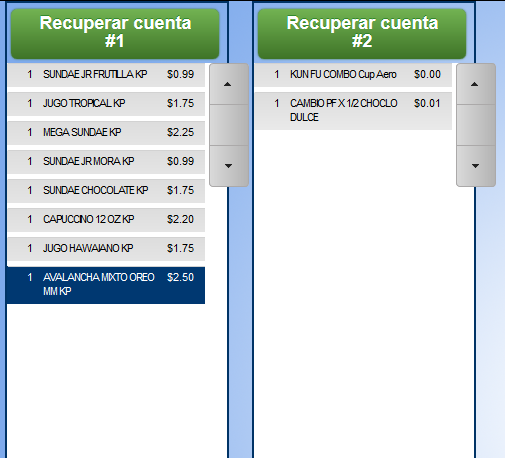 Recuperar cuenta
#1
1 SUNDAE JR FRUTILLA KP $0.99
1 JUGO TROPICAL KP $1.75
1 MEGA SUNDAE KP $2.25
1 SUNDAE JR MORA KP $0.99
1 SUNDAE CHOCOLATE KP $1.75
1 CAPUCCINO 12 OZ KP $2.20
1 JUGO HAWAIANO KP $1.75
1 AVALANCHA MIXTO OREO $2.50
MM KP
Recuperar cuenta
#2
1 KUN FU COMBO Cup Aero $0.00
1 CAMBIO PF X 1/2 CHOCLO $0.01
DULCE